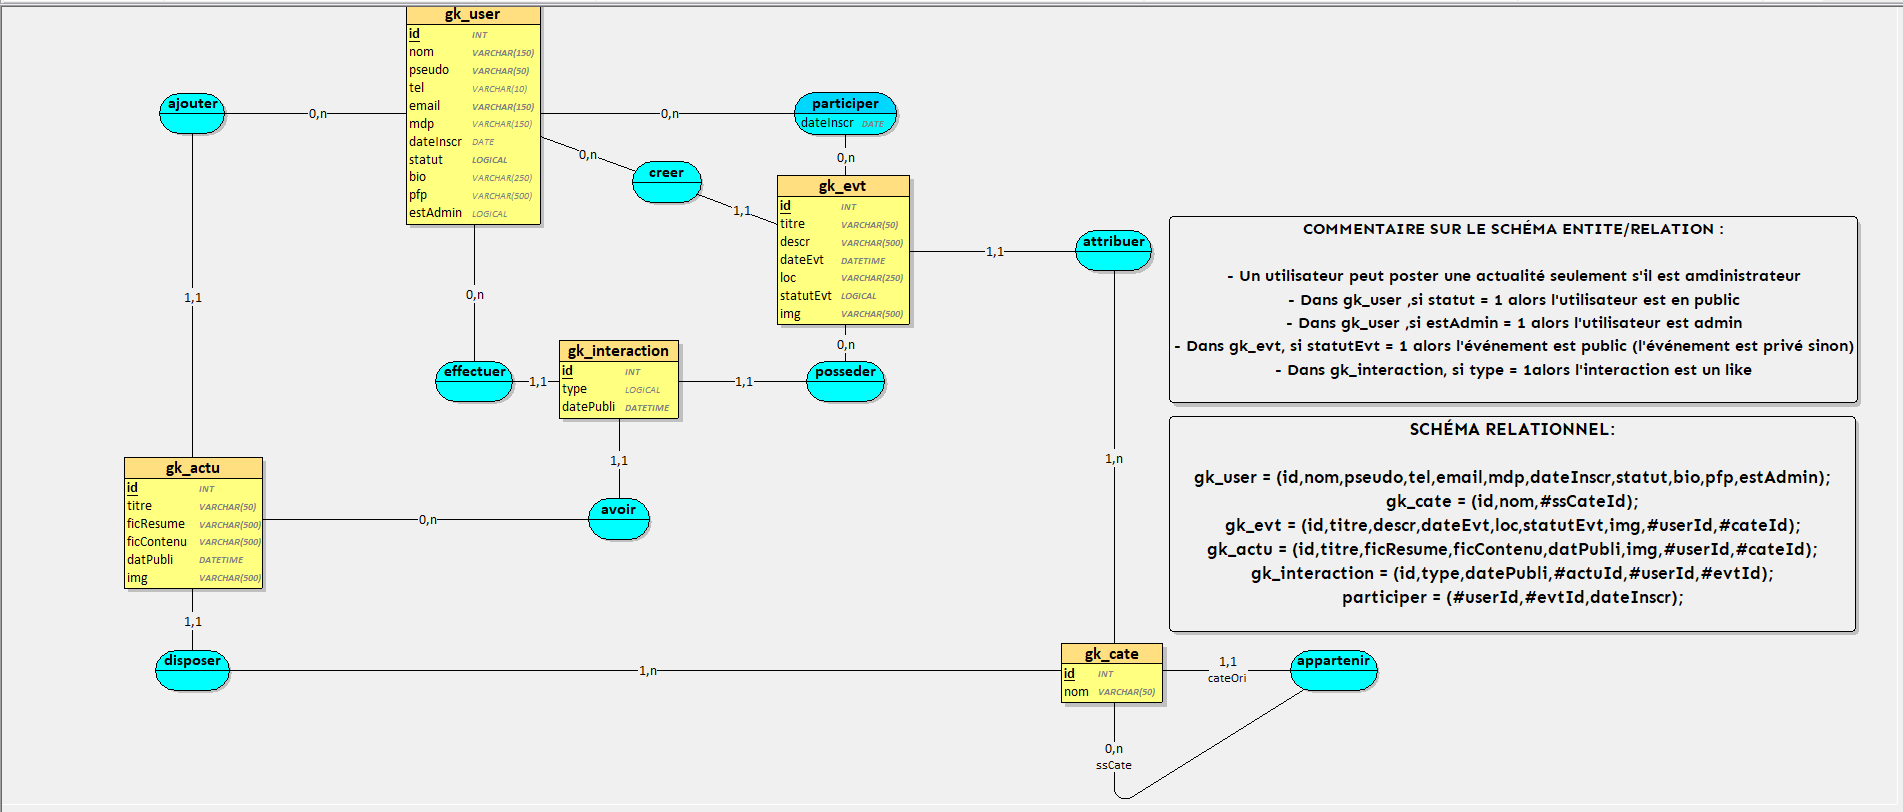 gk_user
id INT
nom VARCHAR(150)
pseudo VARCHAR(50)
tel VARCHAR(10)
email VARCHAR(150)
mdp VARCHAR(150)
dateInscr DATE
statut LOGICAL
bio VARCHAR(250)
pfp VARCHAR(500)
estAdmin LOGICAL
ajouter
0,n
0,n
participer
dateInscr DATE
0,n
0,n
creer
1,1
gk_evt
id INT
titre VARCHAR(50)
descr VARCHAR(500)
dateEvt DATETIME
loc VARCHAR(250)
statutEvt LOGICAL
img VARCHAR(500)
1,1
attribuer
COMMENTAIRE SUR LE SCHÉMA ENTITE/RELATION :
- Un utilisateur peut poster une actualité seulement s'il est amdinistrateur
- Dans gk_user ,si statut = 1 alors l'utilisateur est en public
- Dans gk_user ,si estAdmin = 1 alors l'utilisateur est admin
- Dans gk_evt, si statutEvt = 1 alors l'événement est public (l'événement est privé sinon)
- Dans gk_interaction, si type = 1alors l'interaction est un like
1,1
0,n
0,n
effectuer
1,1
gk_interaction
id INT
type LOGICAL
datePubli DATETIME
1,1
posseder
1,1
avoir
0,n
gk_actu
id INT
titre VARCHAR(50)
ficResume VARCHAR(500)
ficContenu VARCHAR(500)
datPubli DATETIME
img VARCHAR(500)
1,n
SCHÉMA RELATIONNEL:
gk_user = (id,nom,pseudo,tel,email,mdp,dateInscr,statut,bio,pfp,estAdmin);
gk_cate = (id,nom,#ssCateId);
gk_evt = (id,titre,descr,dateEvt,loc,statutEvt,img,#userId,#cateId);
gk_actu = (id,titre,ficResume,ficContenu,datPubli,img,#userId,#cateId);
gk_interaction = (id,type,datePubli,#actuId,#userId,#evtId);
participer = (#userId,#evtId,dateInscr);
1,1
disposer
1,n
gk_cate
id INT
nom VARCHAR(50)
1,1
cateOri
appartenir
0,n
ssCate